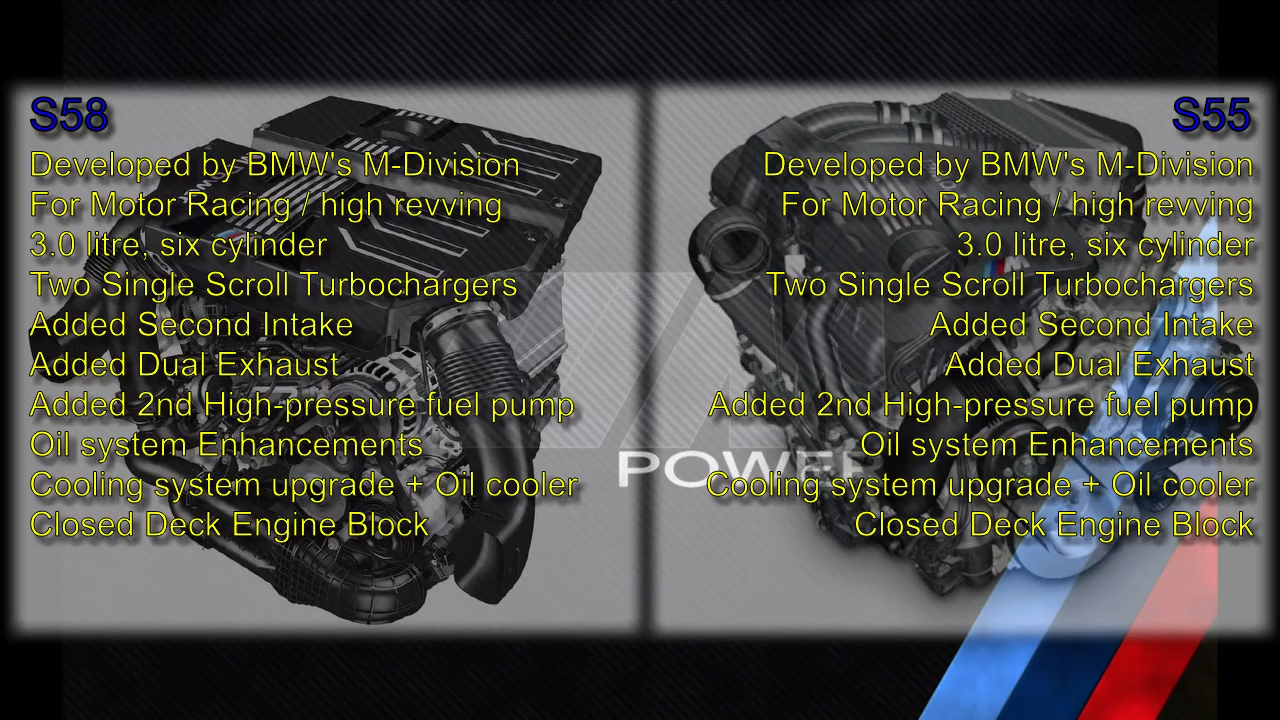 S58
Developed by BMW's M-Division
For Motor Racing / high revving
3.0 litre, six cylinder
Two Single Scroll Turbochargers
Added Second Intake
Added Dual Exhaust
Added 2nd High-pressure fuel pump
Oil system Enhancements
Cooling system upgrade + Oil cooler
Closed Deck Engine Block
S55
Developed by BMW's M-Division
For Motor Racing / high revving
3.0 litre, six cylinder
Two Single Scroll Turbochargers
Added Second Intake
Added Dual Exhaust
Added 2nd High-pressure fuel pump
Oil system Enhancements
Cooling system upgrade + Oil cooler
Closed Deck Engine Block
POWER